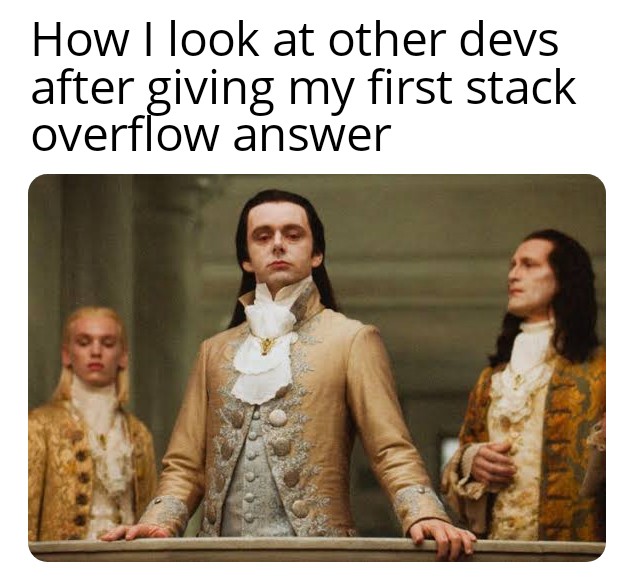 How I look at other devs
after giving my first stack
overflow answer